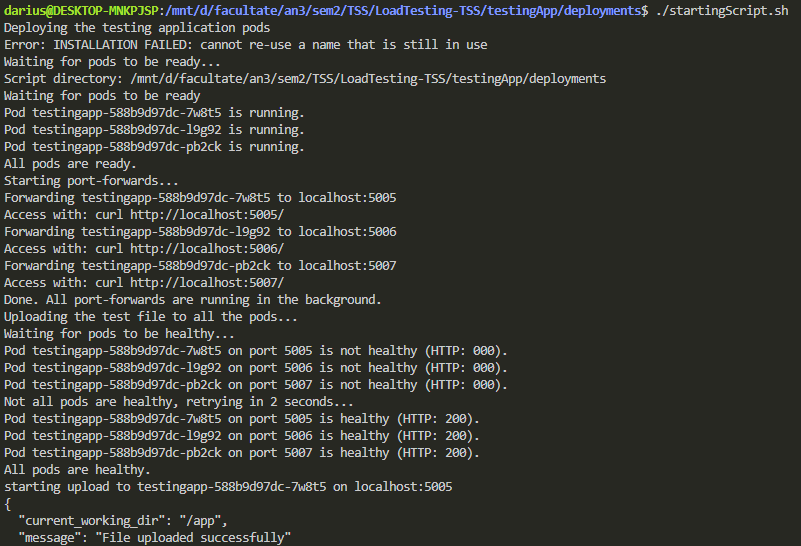 darius@DESKTOP-MNKPJSP:/mnt/d/facultate/an3/sem2/TSS/LoadTesting-TSS/testingApp/deployments$ ./startingScript.sh
Deploying the testing application pods
Error: INSTALLATION FAILED: cannot re-use a name that is still in use
Waiting for pods to be ready...
Script directory: /mnt/d/facultate/an3/sem2/TSS/LoadTesting-TSS/testingApp/deployments
Waiting for pods to be ready
Pod testingapp-588b9d97dc-7w8t5 is running.
Pod testingapp-588b9d97dc-l9g92 is running.
Pod testingapp-588b9d97dc-pb2ck is running.
All pods are ready.
Starting port-forwards...
Forwarding testingapp-588b9d97dc-7w8t5 to localhost:5005
Access with: curl http://localhost:5005/
Forwarding testingapp-588b9d97dc-l9g92 to localhost:5006
Access with: curl http://localhost:5006/
Forwarding testingapp-588b9d97dc-pb2ck to localhost:5007
Access with: curl http://localhost:5007/
Done. All port-forwards are running in the background.
Uploading the test file to all the pods...
Waiting for pods to be healthy...
Pod testingapp-588b9d97dc-7w8t5 on port 5005 is not healthy (HTTP: 000).
Pod testingapp-588b9d97dc-l9g92 on port 5006 is not healthy (HTTP: 000).
Pod testingapp-588b9d97dc-pb2ck on port 5007 is not healthy (HTTP: 000).
Not all pods are healthy, retrying in 2 seconds...
Pod testingapp-588b9d97dc-7w8t5 on port 5005 is healthy (HTTP: 200).
Pod testingapp-588b9d97dc-l9g92 on port 5006 is healthy (HTTP: 200).
Pod testingapp-588b9d97dc-pb2ck on port 5007 is healthy (HTTP: 200).
All pods are healthy.
starting upload to testingapp-588b9d97dc-7w8t5 on localhost:5005
{
  "current_working_dir": "/app",
  "message": "File uploaded successfully"